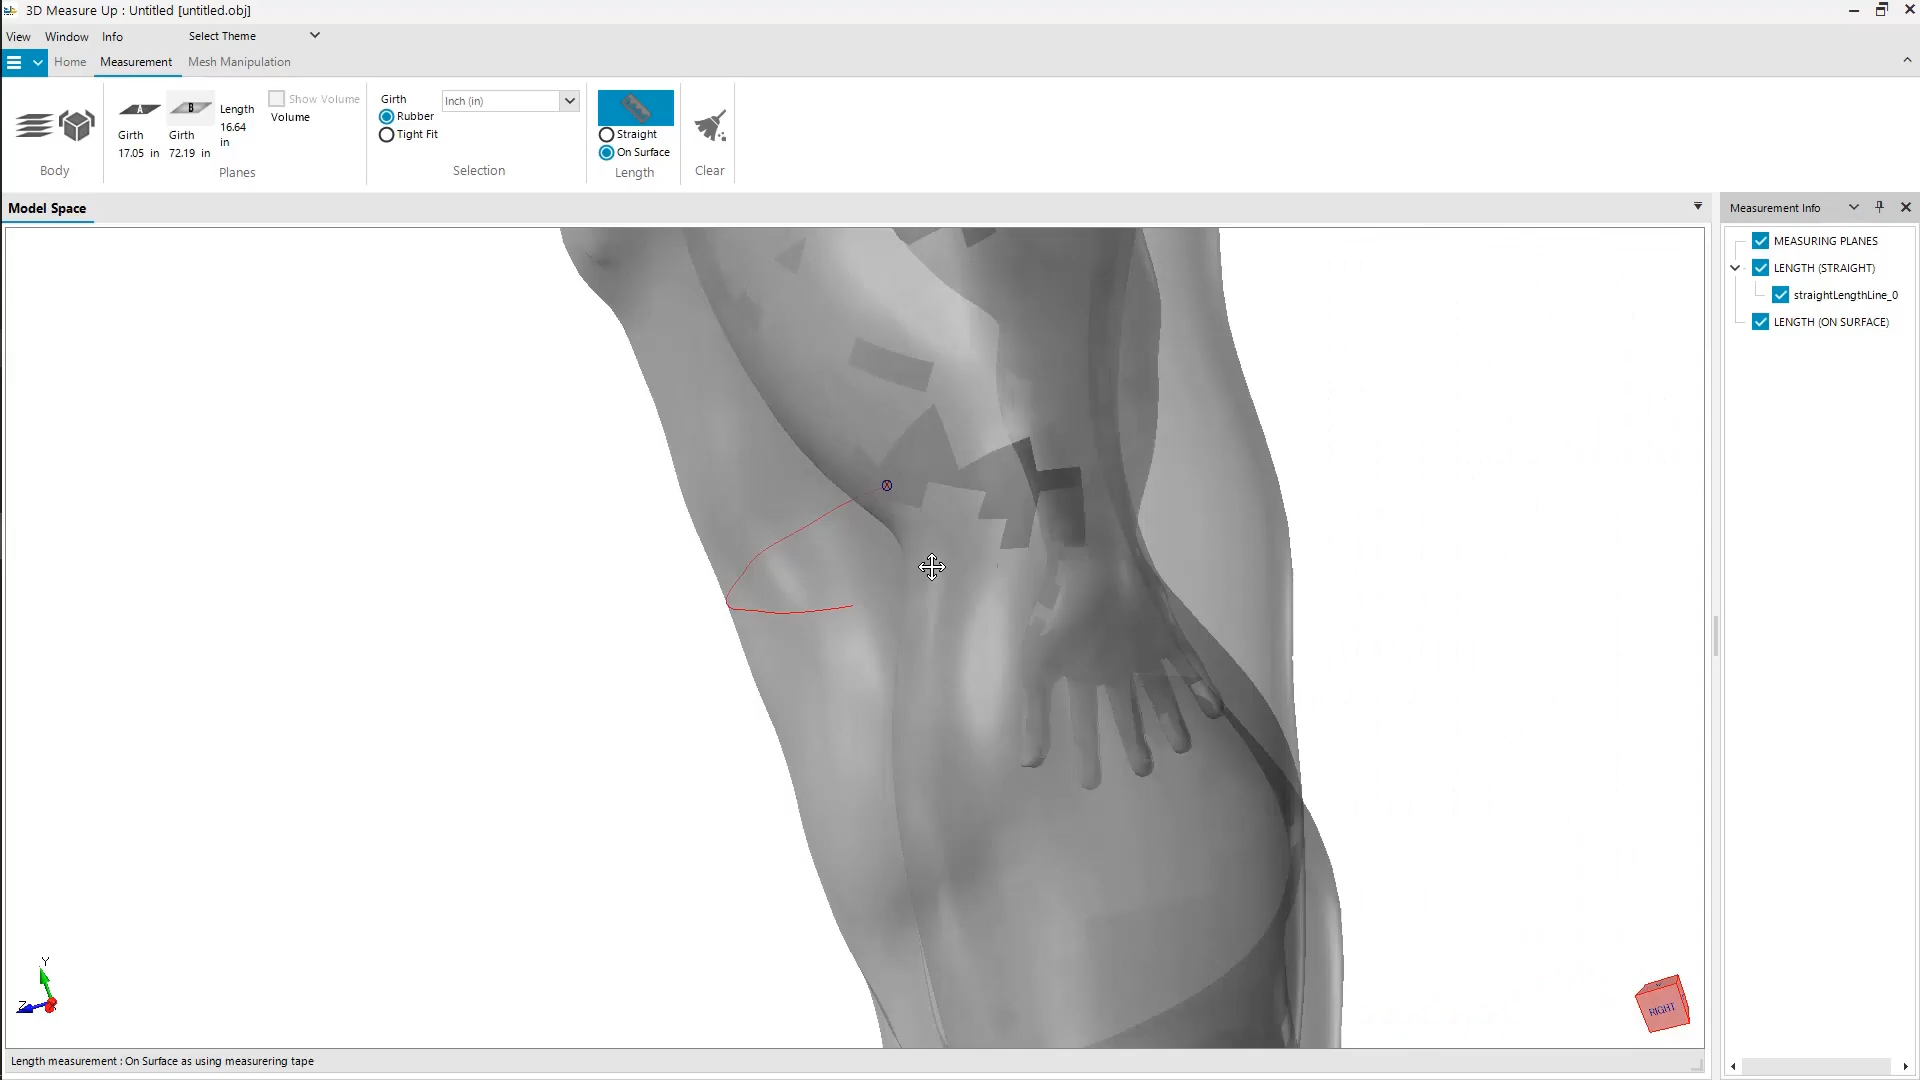 3D Measure Up : Untitled [untitled.obj]
View Window Info Select Theme
Home Measurement Mesh Manipulation
A
B
Girth
17.05 in
Girth
72.19 in
Length
16.64
in
Show Volume
Volume
Girth
Rubber
Tight Fit
Inch (in)
Straight
On Surface
Body
Planes
Selection
Length
Clear
Model Space
Measurement Info
MEASURING PLANES
LENGTH (STRAIGHT)
straightLengthLine_0
LENGTH (ON SURFACE)
Y
Z
RIGHT
Length measurement : On Surface as using measurering tape